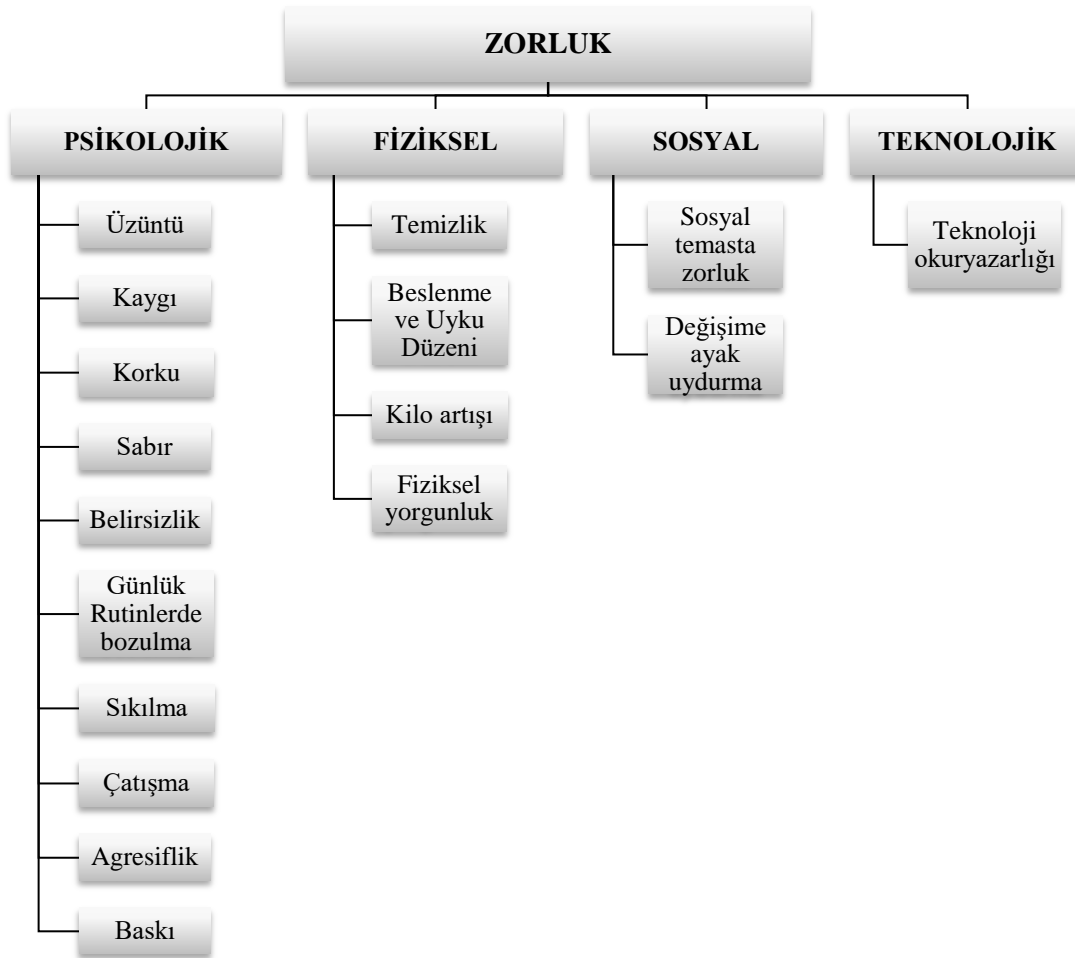 ZORLUK
PSİKOLOJİK
Üzüntü
Kaygı
Korku
Sabır
Belirsizlik
Günlük
Rutinlerde
bozulma
Sıkılma
Çatışma
Agresiflik
Baskı
FİZİKSEL
Temizlik
Beslenme
ve Uyku
Düzeni
Kilo artışı
Fiziksel
yorgunluk
SOSYAL
Sosyal
temasta
zorluk
Değişime
ayak
uydurma
TEKNOLOJİK
Teknoloji
okuryazarlığı